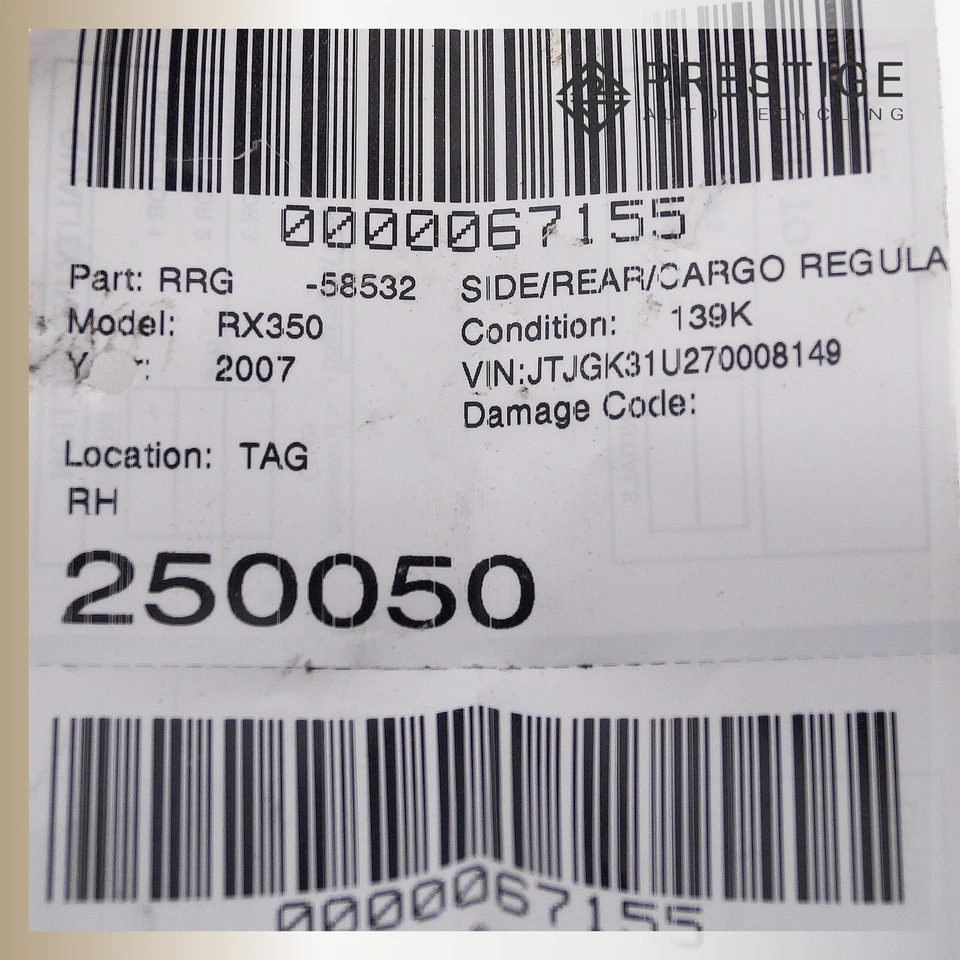 PRESTIGE
AUTO RECYCLING
0000067155
Part: RRG -58532 SIDE/REAR/CARGO REGULA
Model: RX350 Condition: 139K
2007 VIN:JTJGK31U270008149
Damage Code:
Location: TAG
RH
250050
0000067155